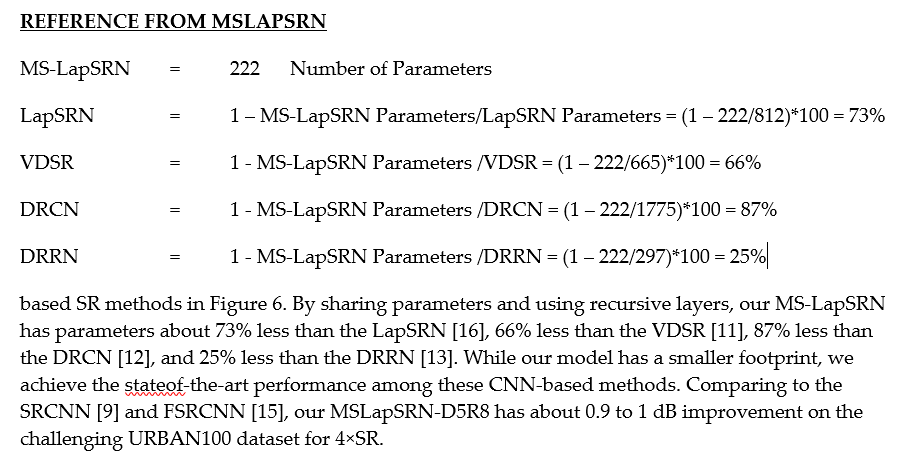 REFERENCE FROM MSLAPSRN
MS-LapSRN = 222 Number of Parameters
LapSRN = 1 – MS-LapSRN Parameters/LapSRN Parameters = (1 – 222/812)*100 = 73%
VDSR = 1 - MS-LapSRN Parameters /VDSR = (1 – 222/665)*100 = 66%
DRCN = 1 - MS-LapSRN Parameters /DRCN = (1 – 222/1775)*100 = 87%
DRRN = 1 - MS-LapSRN Parameters /DRRN = (1 – 222/297)*100 = 25%
based SR methods in Figure 6. By sharing parameters and using recursive layers, our MS-LapSRN
has parameters about 73% less than the LapSRN [16], 66% less than the VDSR [11], 87% less than
the DRCN [12], and 25% less than the DRRN [13]. While our model has a smaller footprint, we
achieve the stateof-the-art performance among these CNN-based methods. Comparing to the
SRCNN [9] and FSRCNN [15], our MSLapSRN-D5R8 has about 0.9 to 1 dB improvement on the
challenging URBAN100 dataset for 4×SR.